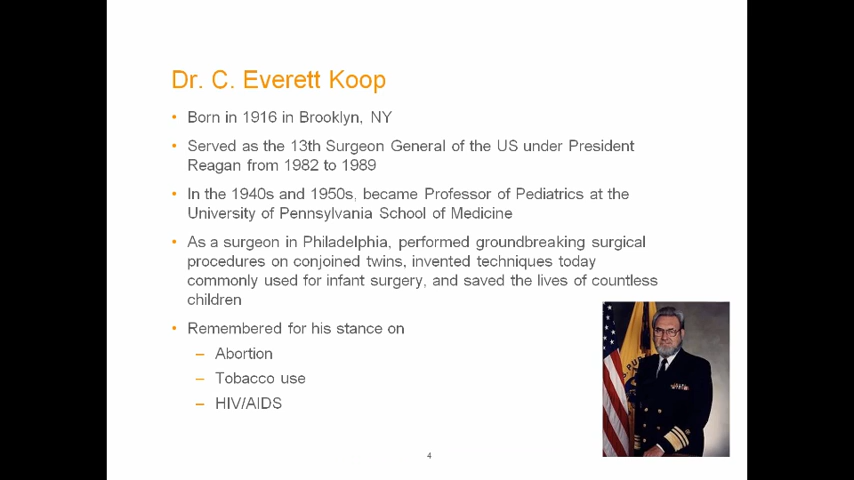 Dr. C. Everett Koop
• Born in 1916 in Brooklyn, NY
• Served as the 13th Surgeon General of the US under President
Reagan from 1982 to 1989
• In the 1940s and 1950s, became Professor of Pediatrics at the
University of Pennsylvania School of Medicine
• As a surgeon in Philadelphia, performed groundbreaking surgical
procedures on conjoined twins, invented techniques today
commonly used for infant surgery, and saved the lives of countless
children
• Remembered for his stance on
– Abortion
– Tobacco use
– HIV/AIDS
4